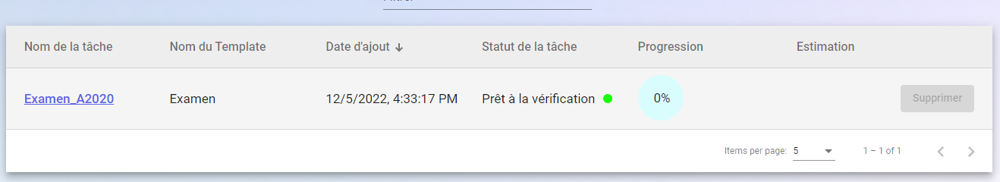 Nom de la tâche Nom du Template Date d'ajout Statut de la tâche Progression Estimation
Examen_A2020 Examen 12/5/2022, 4:33:17 PM Prêt à la vérification 0% Supprimer
Items per page: 5 1 – 1 of 1